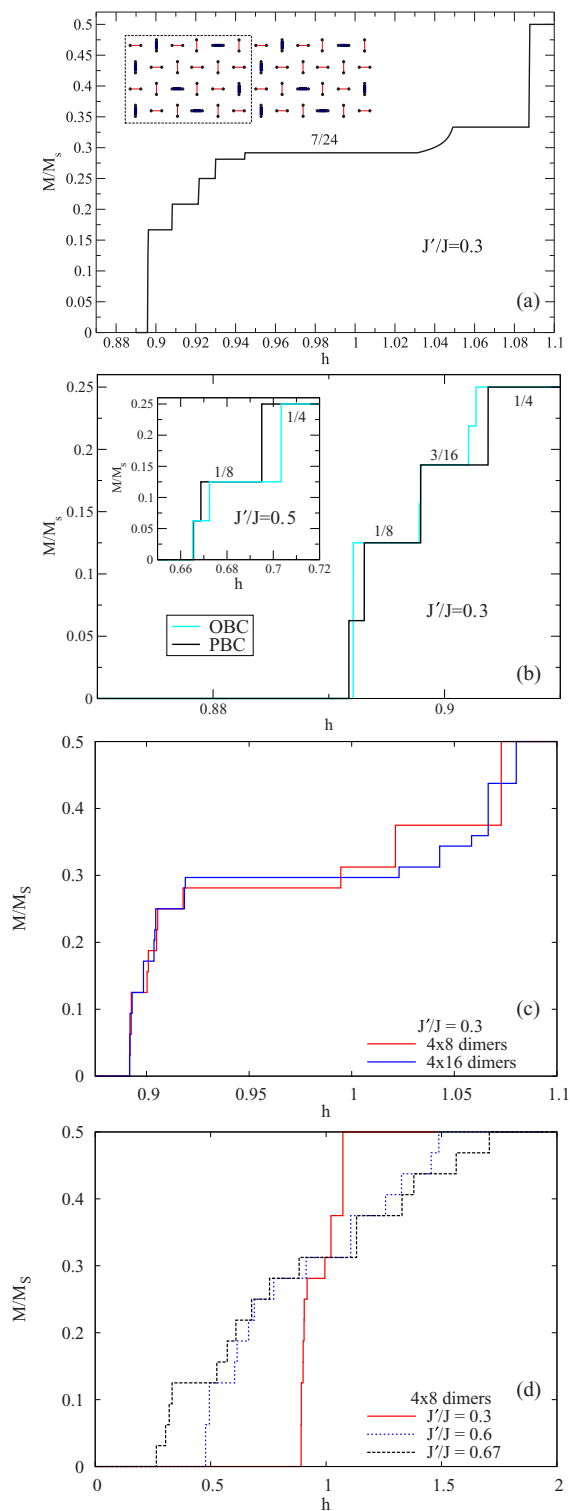 0.5
0.45
0.4
0.35
0.3
0.25
0.2
0.15
0.1
0.05
0
M/M_s
7/24
J′/J=0.3
(a)
0.88 0.9 0.92 0.94 0.96 0.98 1 1.02 1.04 1.06 1.08 1.1
h
0.25
0.2
0.15
0.1
0.05
0
M/M_s
0.25
0.2
0.15
0.1
0.05
0
M/M_s
1/4
1/8
J′/J=0.5
0.66 0.68 0.7 0.72
h
1/4
3/16
1/8
J′/J=0.3
OBC
PBC
(b)
0.88 0.9
h
0.5
0.4
0.3
0.2
0.1
0
M/M_S
(c)
J′/J = 0.3
4x8 dimers
4x16 dimers
0.9 0.95 1 1.05 1.1
h
0.5
0.4
0.3
0.2
0.1
0
M/M_S
(d)
4x8 dimers
J′/J = 0.3
J′/J = 0.6
J′/J = 0.67
0 0.5 1 1.5 2
h